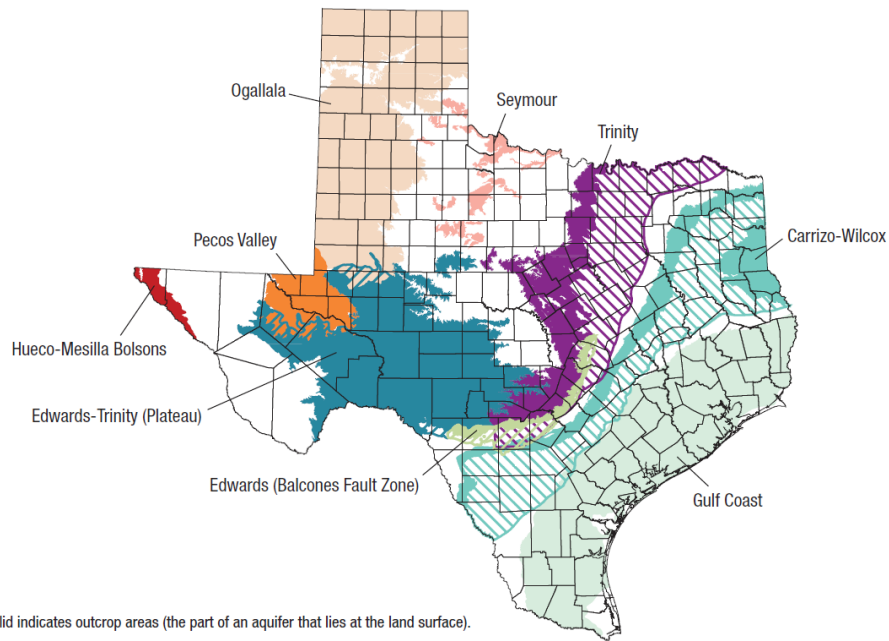 Ogallala
Seymour
Trinity
Pecos Valley
Carrizo-Wilcox
Hueco-Mesilla Bolsons
Edwards-Trinity (Plateau)
Edwards (Balcones Fault Zone)
Gulf Coast
lid indicates outcrop areas (the part of an aquifer that lies at the land surface).